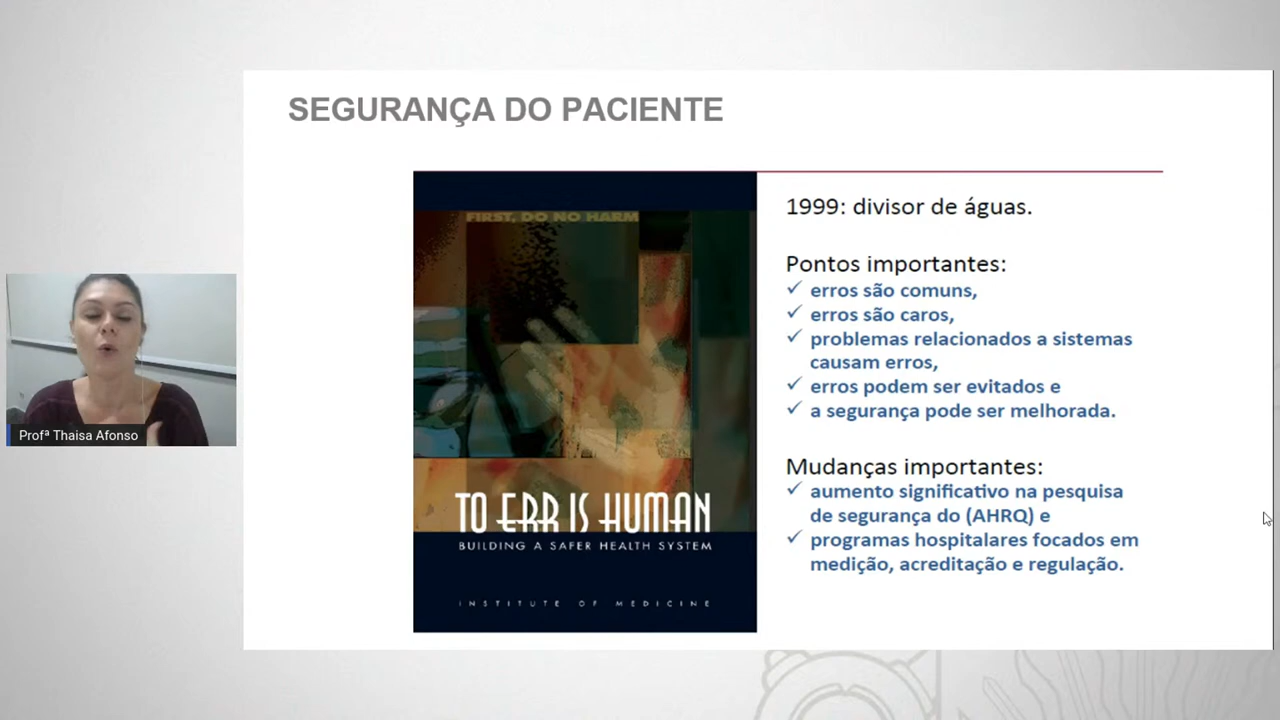 SEGURANÇA DO PACIENTE
FIRST, DO NO HARM
TO ERR IS HUMAN
BUILDING A SAFER HEALTH SYSTEM
INSTITUTE OF MEDICINE
1999: divisor de águas.
Pontos importantes:
erros são comuns,
erros são caros,
problemas relacionados a sistemas
causam erros,
erros podem ser evitados e
a segurança pode ser melhorada.
Mudanças importantes:
aumento significativo na pesquisa
de segurança do (AHRQ) e
programas hospitalares focados em
medição, acreditação e regulação.
Profª Thaisa Afonso